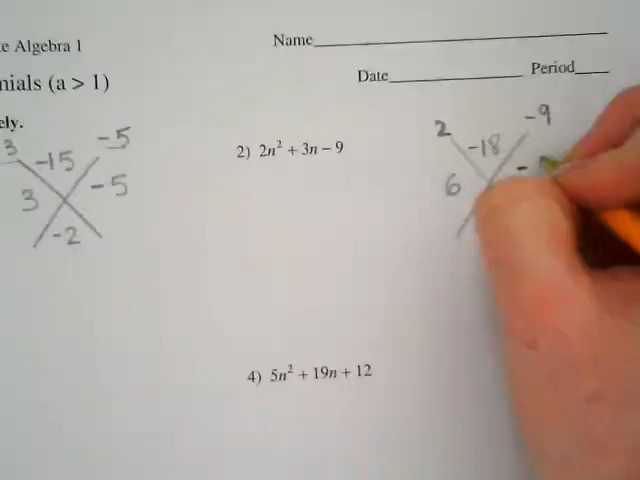 e Algebra 1
Name
nials (a > 1)
Date Period
ely.
3 -15 -5
3 -5
-2
2) 2n² + 3n − 9
2 -18 -9
6 -
4) 5n² + 19n + 12